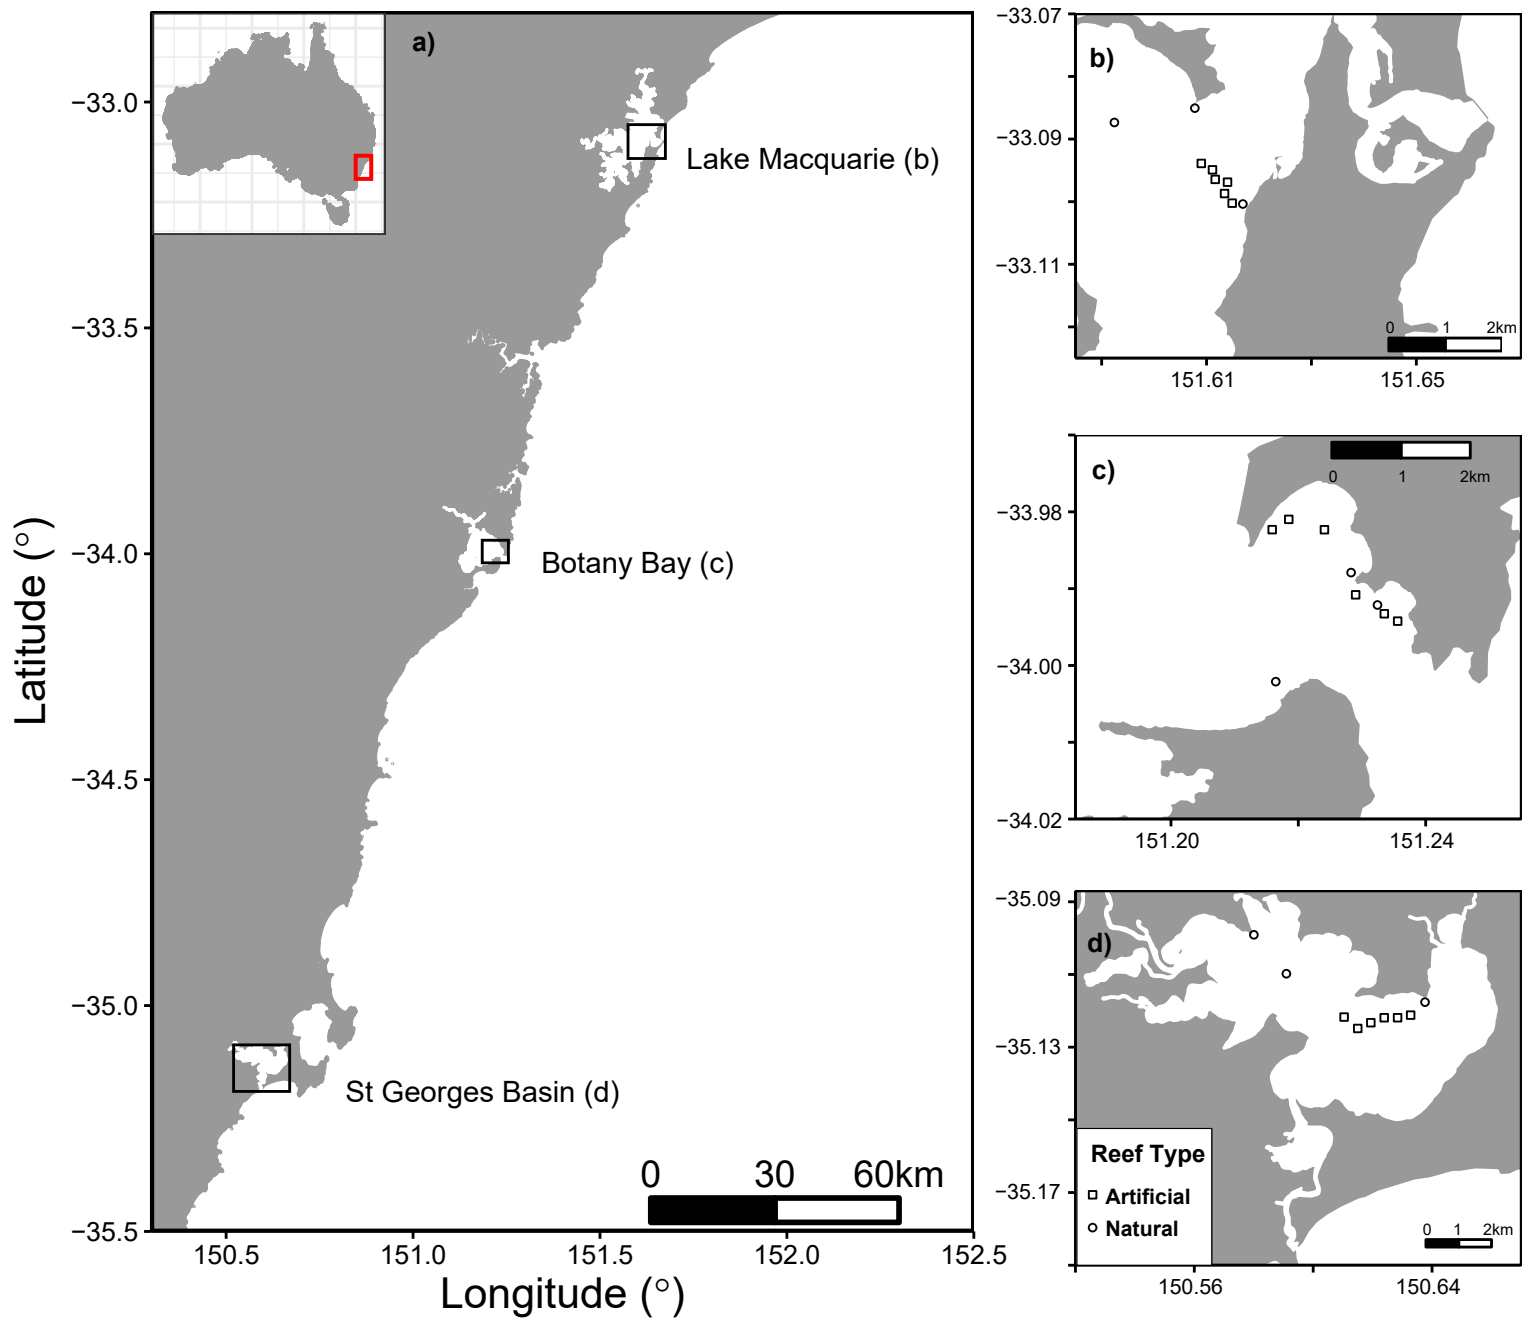 a)
−33.0
−33.5
−34.0
−34.5
−35.0
−35.5
Latitude (°)
Lake Macquarie (b)
Botany Bay (c)
St Georges Basin (d)
0 30 60km
150.5 151.0 151.5 152.0 152.5
Longitude (°)
b)
−33.07
−33.09
−33.11
0 1 2km
151.61 151.65
c)
0 1 2km
−33.98
−34.00
−34.02
151.20 151.24
d)
−35.09
−35.13
−35.17
Reef Type
Artificial
Natural
0 1 2km
150.56 150.64